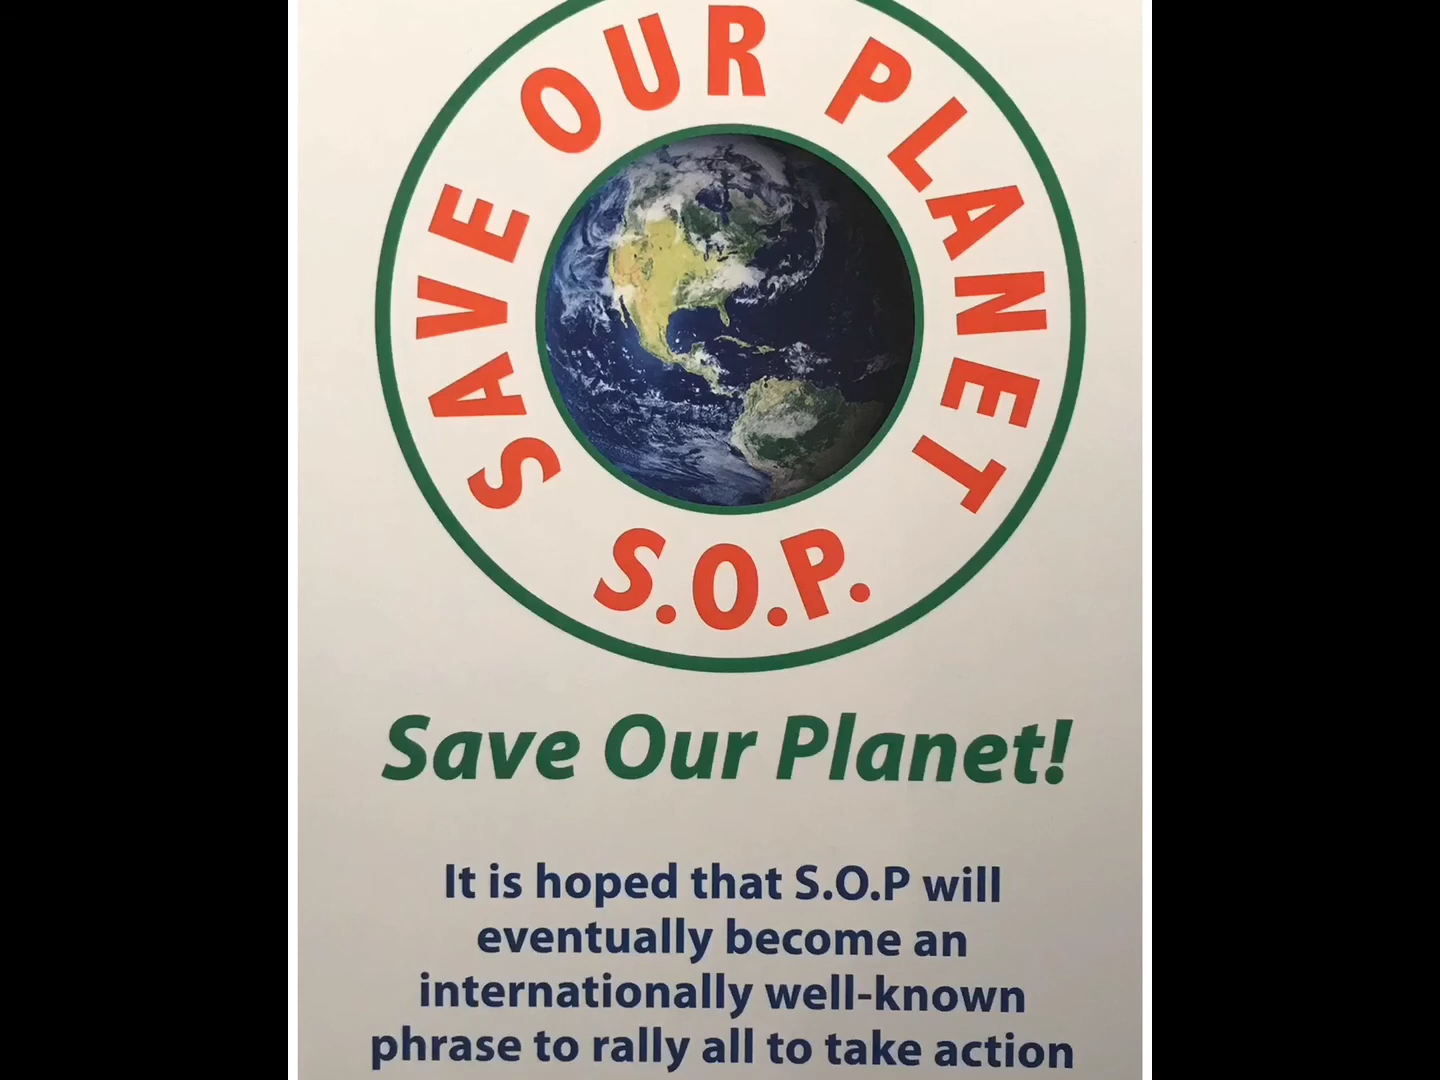 SAVE OUR PLANET
S.O.P.
Save Our Planet!
It is hoped that S.O.P will
eventually become an
internationally well-known
phrase to rally all to take action